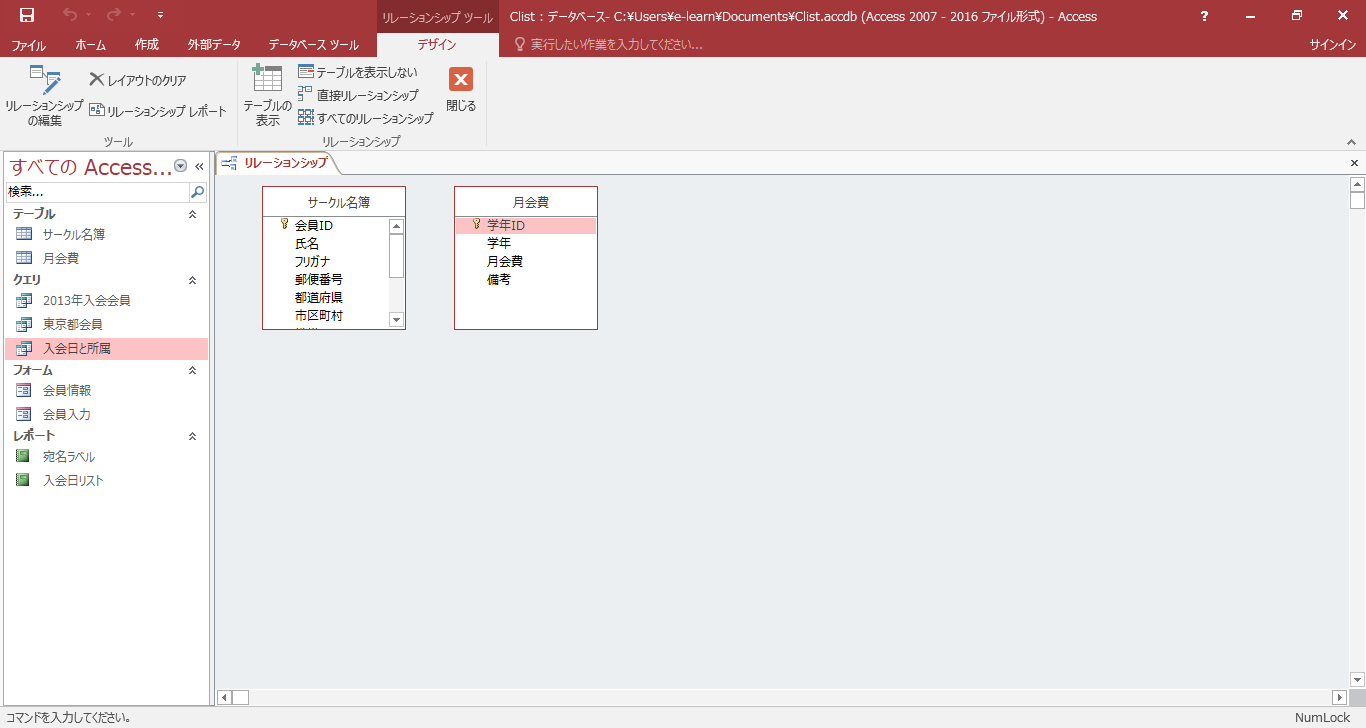 リレーションシップ ツール
Clist : データベース- C:¥Users¥e-learn¥Documents¥Clist.accdb (Access 2007 - 2016 ファイル形式) - Access
?
ファイル ホーム 作成 外部データ データベース ツール デザイン 実行したい作業を入力してください... サインイン
リレーションシップ
の編集
レイアウトのクリア
リレーションシップ レポート
ツール
テーブルの
表示
テーブルを表示しない
直接リレーションシップ
すべてのリレーションシップ
閉じる
リレーションシップ
すべての Access...
検索...
テーブル
サークル名簿
月会費
クエリ
2013年入会会員
東京都会員
入会日と所属
フォーム
会員情報
会員入力
レポート
宛名ラベル
入会日リスト
リレーションシップ
サークル名簿
会員ID
氏名
フリガナ
郵便番号
都道府県
市区町村
月会費
学年ID
学年
月会費
備考
コマンドを入力してください。
NumLock